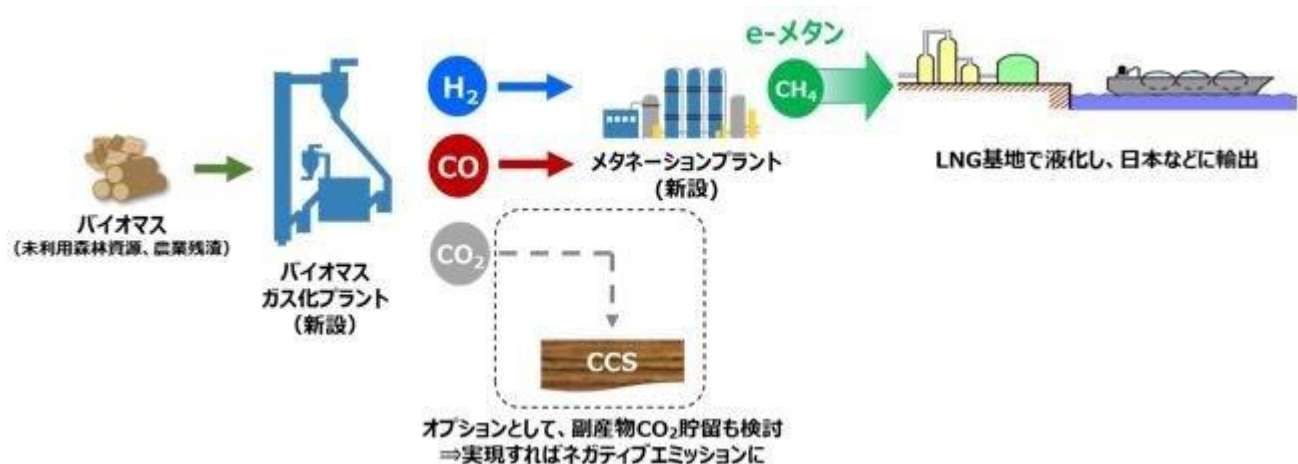 バイオマス
(未利用森林資源、農業残渣)
バイオマス
ガス化プラント
(新設)
H₂
CO
CO₂
メタネーションプラント
(新設)
e-メタン
CH₄
LNG基地で液化し、日本などに輸出
CCS
オプションとして、副産物CO₂貯留も検討
⇒実現すればネガティブエミッションに